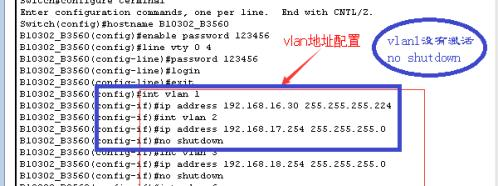 Enter configuration commands, one per line.  End with CNTL/Z.
Switch(config)#hostname B10302_B3560
B10302_B3560(config)#enable password 123456
B10302_B3560(config)#line vty 0 4
B10302_B3560(config-line)#password 123456
B10302_B3560(config-line)#login
B10302_B3560(config-line)#exit
B10302_B3560(config)#int vlan 1
B10302_B3560(config-if)#ip address 192.168.16.30 255.255.255.224
B10302_B3560(config-if)#int vlan 2
B10302_B3560(config-if)#ip address 192.168.17.254 255.255.255.0
B10302_B3560(config-if)#no shutdown
B10302_B3560(config-if)#int vlan 3
B10302_B3560(config-if)#ip address 192.168.18.254 255.255.255.0
B10302_B3560(config-if)#no shutdown
vlan地址配置
vlan1没有激活
no shutdown